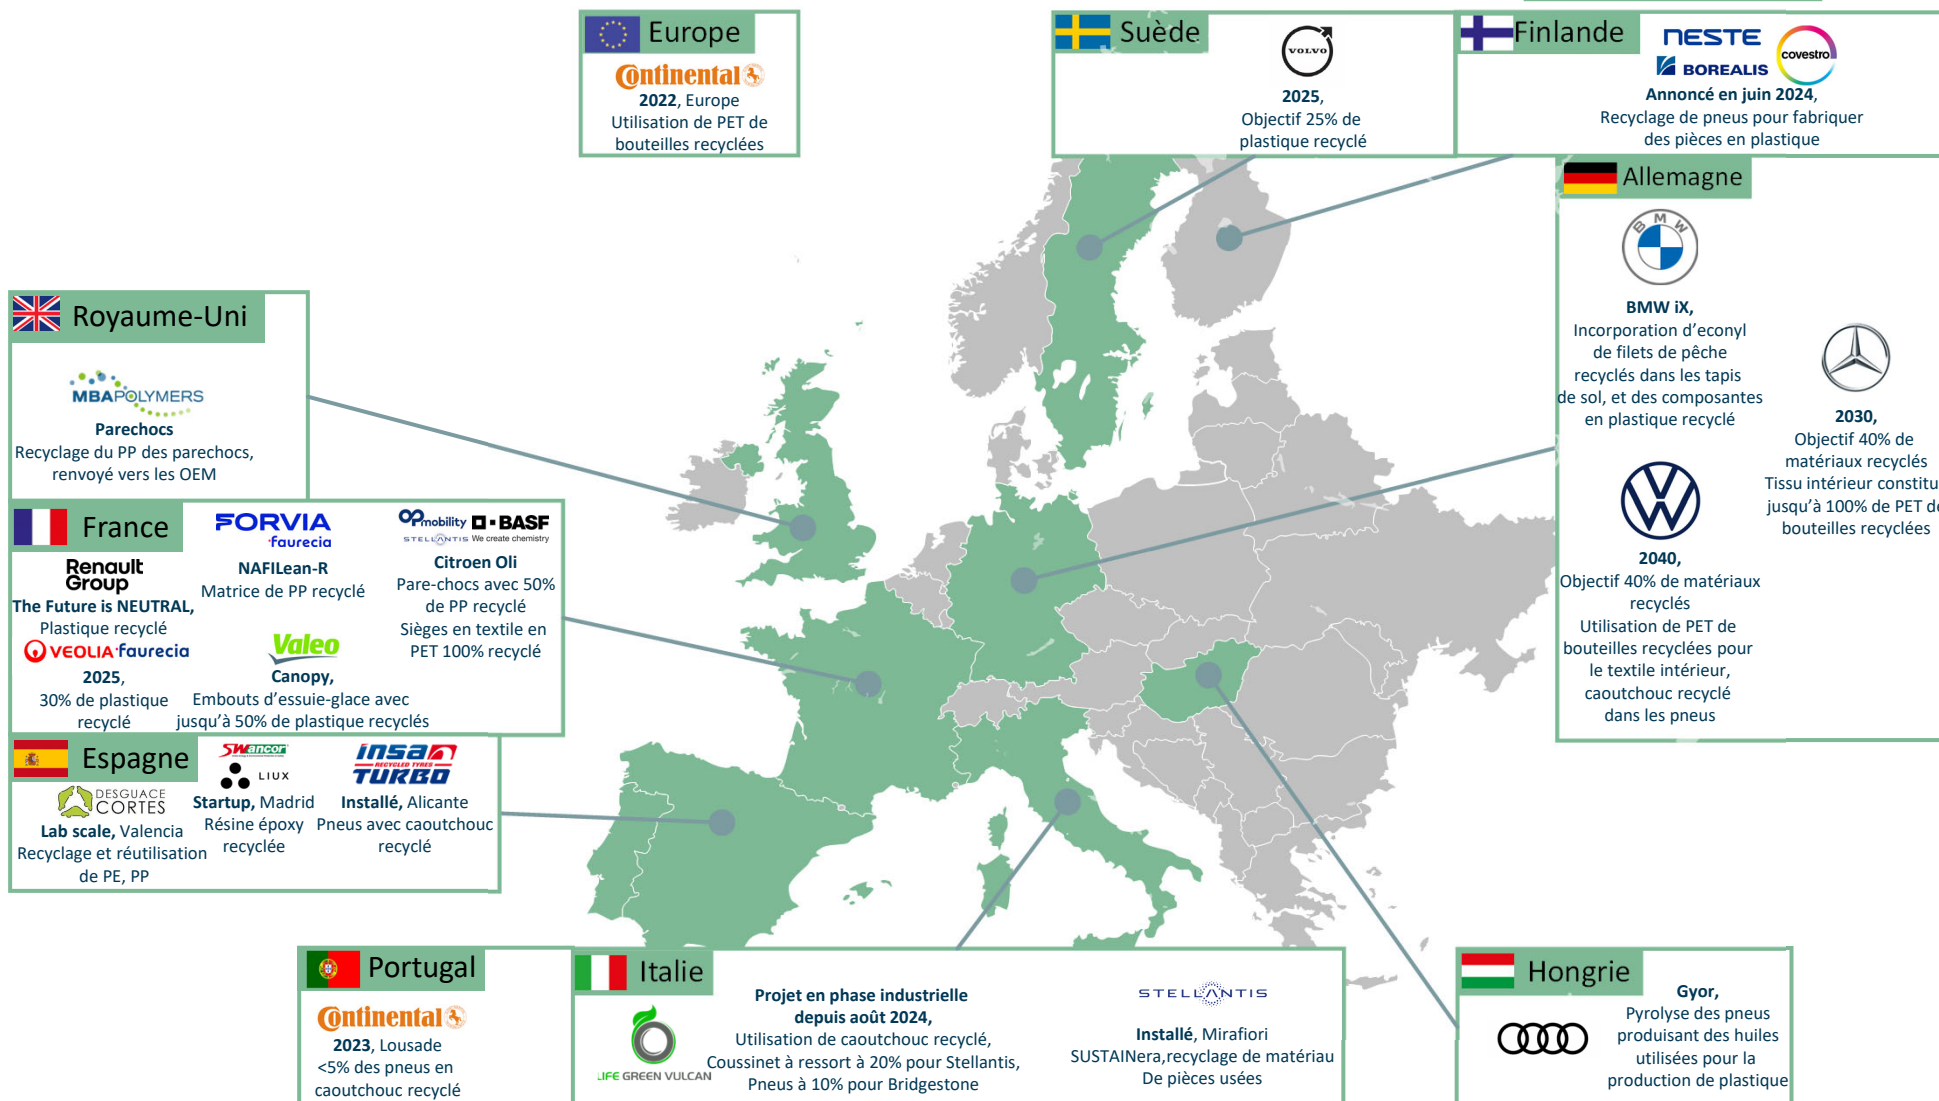 Europe
Continental
2022, Europe
Utilisation de PET de
bouteilles recyclées
Suède
VOLVO
2025,
Objectif 25% de
plastique recyclé
Finlande
NESTE
BOREALIS
covestro
Annoncé en juin 2024,
Recyclage de pneus pour fabriquer
des pièces en plastique
Allemagne
BMW
BMW iX,
Incorporation d'econyl
de filets de pêche
recyclés dans les tapis
de sol, et des composantes
en plastique recyclé
2030,
Objectif 40% de
matériaux recyclés
Tissu intérieur constitu
jusqu'à 100% de PET de
bouteilles recyclées
2040,
Objectif 40% de matériaux
recyclés
Utilisation de PET de
bouteilles recyclées pour
le textile intérieur,
caoutchouc recyclé
dans les pneus
Royaume-Uni
MBAPOLYMERS
Parechocs
Recyclage du PP des parechocs,
renvoyé vers les OEM
France
Renault
Group
The Future is NEUTRAL,
Plastique recyclé
VEOLIA faurecia
2025,
30% de plastique
recyclé
FORVIA
faurecia
NAFILean-R
Matrice de PP recyclé
Valeo
Canopy,
Embouts d'essuie-glace avec
jusqu'à 50% de plastique recyclés
OPmobility BASF
STELLANTIS We create chemistry
Citroen Oli
Pare-chocs avec 50%
de PP recyclé
Sièges en textile en
PET 100% recyclé
Espagne
DESGUACE
CORTES
Lab scale, Valencia
Recyclage et réutilisation
de PE, PP
Swancor
LIUX
Startup, Madrid
Résine époxy
recyclée
insa
RECYCLED TYRES
TURBO
Installé, Alicante
Pneus avec caoutchouc
recyclé
Portugal
Continental
2023, Lousade
<5% des pneus en
caoutchouc recyclé
Italie
LIFE GREEN VULCAN
Projet en phase industrielle
depuis août 2024,
Utilisation de caoutchouc recyclé,
Coussinet à ressort à 20% pour Stellantis,
Pneus à 10% pour Bridgestone
STELLANTIS
Installé, Mirafiori
SUSTAINera,recyclage de matériau
De pièces usées
Hongrie
Gyor,
Pyrolyse des pneus
produisant des huiles
utilisées pour la
production de plastique